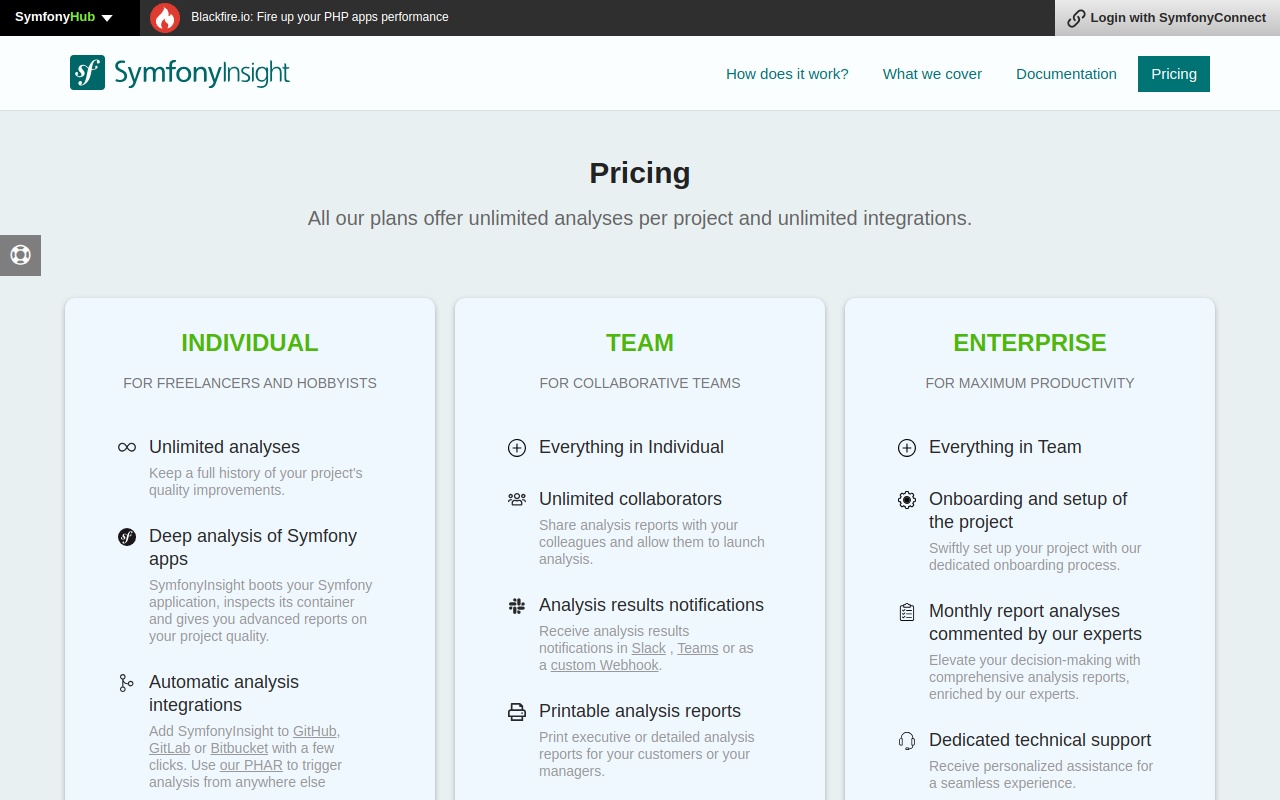 SymfonyHub
Blackfire.io: Fire up your PHP apps performance
Login with SymfonyConnect
SymfonyInsight
How does it work?
What we cover
Documentation
Pricing
Pricing
All our plans offer unlimited analyses per project and unlimited integrations.
INDIVIDUAL
FOR FREELANCERS AND HOBBYISTS
Unlimited analyses
Keep a full history of your project's
quality improvements.
Deep analysis of Symfony
apps
SymfonyInsight boots your Symfony
application, inspects its container
and gives you advanced reports on
your project quality.
Automatic analysis
integrations
Add SymfonyInsight to GitHub,
GitLab or Bitbucket with a few
clicks. Use our PHAR to trigger
analysis from anywhere else
TEAM
FOR COLLABORATIVE TEAMS
Everything in Individual
Unlimited collaborators
Share analysis reports with your
colleagues and allow them to launch
analysis.
Analysis results notifications
Receive analysis results
notifications in Slack , Teams or as
a custom Webhook.
Printable analysis reports
Print executive or detailed analysis
reports for your customers or your
managers.
ENTERPRISE
FOR MAXIMUM PRODUCTIVITY
Everything in Team
Onboarding and setup of
the project
Swiftly set up your project with our
dedicated onboarding process.
Monthly report analyses
commented by our experts
Elevate your decision-making with
comprehensive analysis reports,
enriched by our experts.
Dedicated technical support
Receive personalized assistance for
a seamless experience.